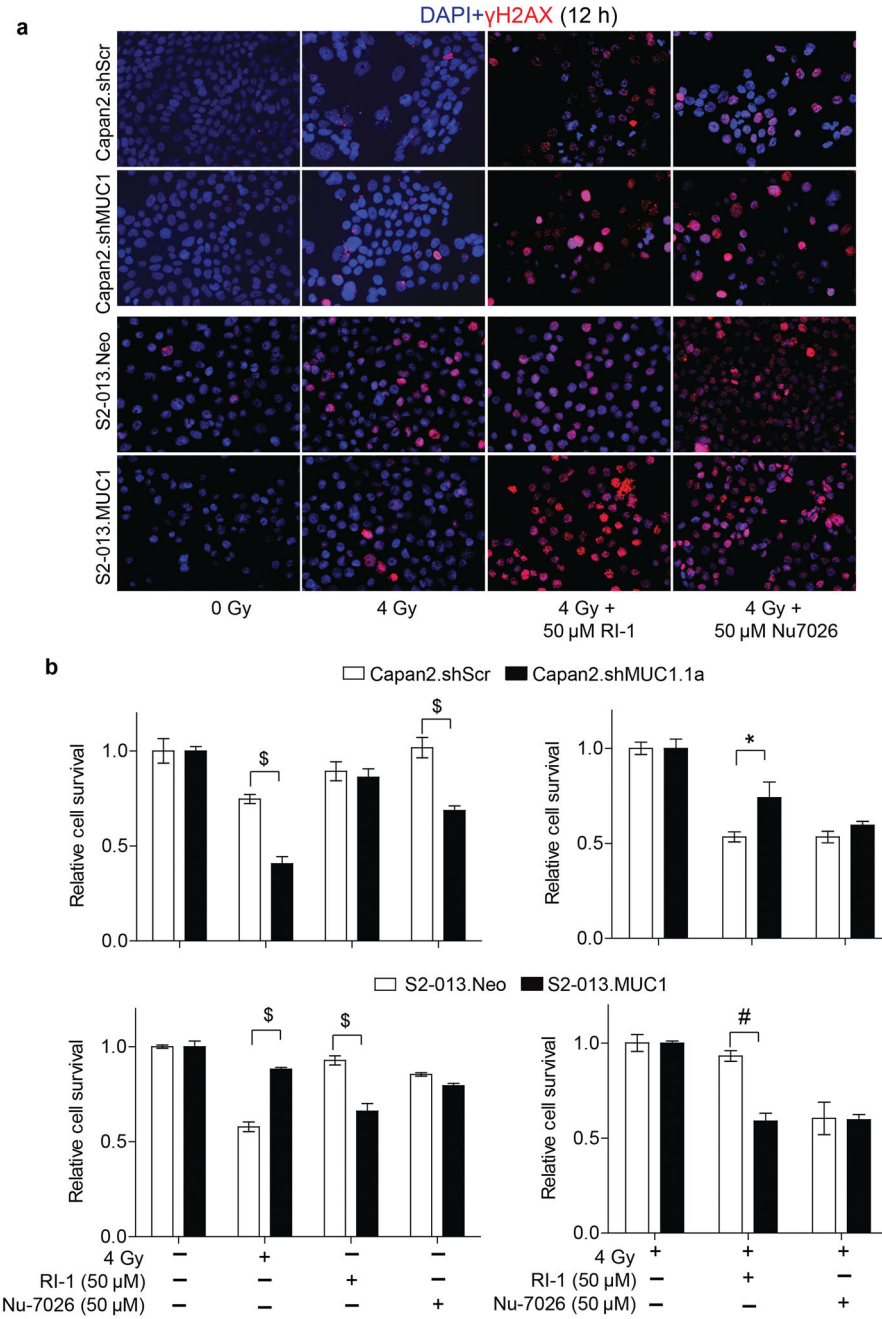 a
DAPI+γH2AX (12 h)
Capan2.shScr
Capan2.shMUC1
S2-013.Neo
S2-013.MUC1
0 Gy
4 Gy
4 Gy +
50 µM RI-1
4 Gy +
50 µM Nu7026
b
Capan2.shScr Capan2.shMUC1.1a
Relative cell survival
1.0
0.5
0.0
$
$
Relative cell survival
1.0
0.5
0.0
*
S2-013.Neo S2-013.MUC1
Relative cell survival
1.0
0.5
0.0
$
$
Relative cell survival
1.0
0.5
0.0
#
4 Gy − + − −
RI-1 (50 µM) − − + −
Nu-7026 (50 µM) − − − +
4 Gy + + +
RI-1 (50 µM) − + −
Nu-7026 (50 µM) − − +